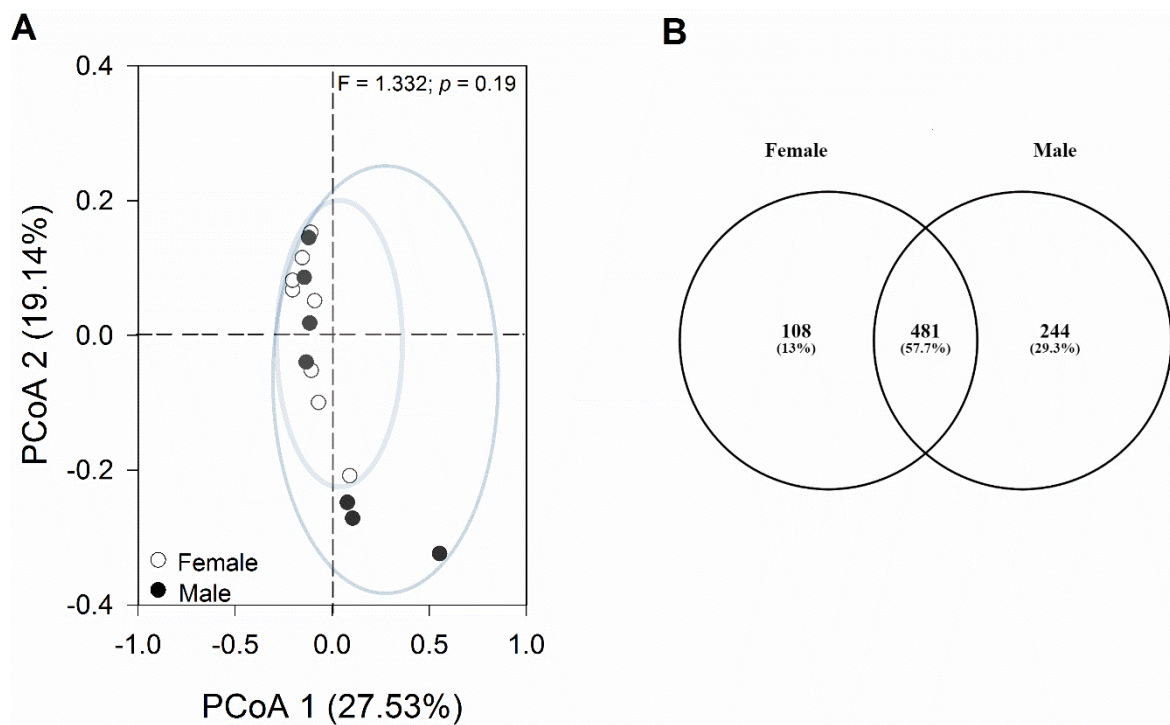 A
F = 1.332; p = 0.19
0.4
0.2
0.0
-0.2
-0.4
PCoA 2 (19.14%)
Female
Male
-1.0 -0.5 0.0 0.5 1.0
PCoA 1 (27.53%)
B
Female Male
108 481 244
(13%) (57.7%) (29.3%)